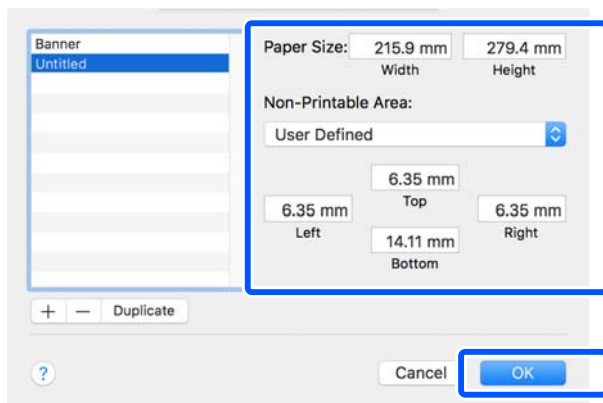 Banner
Untitled
Paper Size: 215.9 mm 279.4 mm
Width Height
Non-Printable Area:
User Defined
6.35 mm
Top
6.35 mm 6.35 mm
Left Right
14.11 mm
Bottom
+ − Duplicate
? Cancel OK